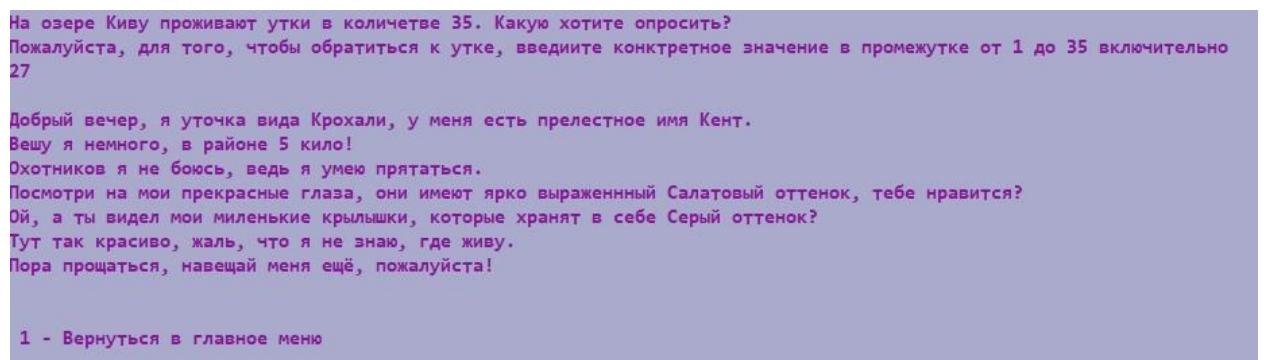 На озере Киву проживают утки в количетве 35. Какую хотите опросить?
Пожалуйста, для того, чтобы обратиться к утке, введиите конктретное значение в промежутке от 1 до 35 включительно
27
Добрый вечер, я уточка вида Крохали, у меня есть прелестное имя Кент.
Вешу я немного, в районе 5 кило!
Охотников я не боюсь, ведь я умею прятаться.
Посмотри на мои прекрасные глаза, они имеют ярко выраженнный Салатовый оттенок, тебе нравится?
Ой, а ты видел мои миленькие крылышки, которые хранят в себе Серый оттенок?
Тут так красиво, жаль, что я не знаю, где живу.
Пора прощаться, навещай меня ещё, пожалуйста!
1 - Вернуться в главное меню